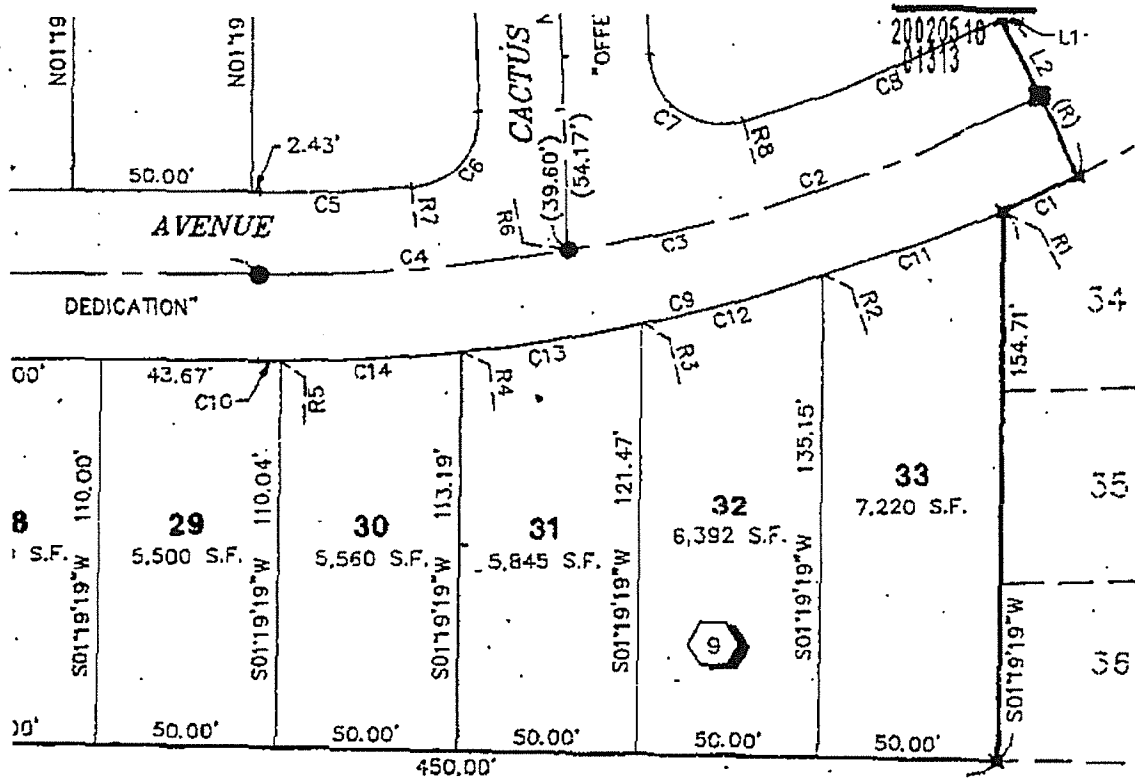 N01°19
N01°19
CACTUS
"OFFE
20020510
01313
L1
L2
(R)
C8
C7
R8
2.43'
50.00'
C5
C6
R7
(39.60')
(54.17')
R6
C2
C1
R1
AVENUE
C4
C3
C11
DEDICATION"
C9
C12
R2
34
154.71'
C13
R3
00'
43.67'
C14
R4
C10
R5
110.00'
110.04'
113.19'
121.47'
135.15'
8
S.F.
29
5,500 S.F.
30
5,560 S.F.
31
5,845 S.F.
32
6,392 S.F.
33
7,220 S.F.
35
S01°19'19"W
S01°19'19"W
S01°19'19"W
S01°19'19"W
S01°19'19"W
S01°19'19"W
9
36
00'
50.00'
50.00'
50.00'
50.00'
50.00'
450.00'